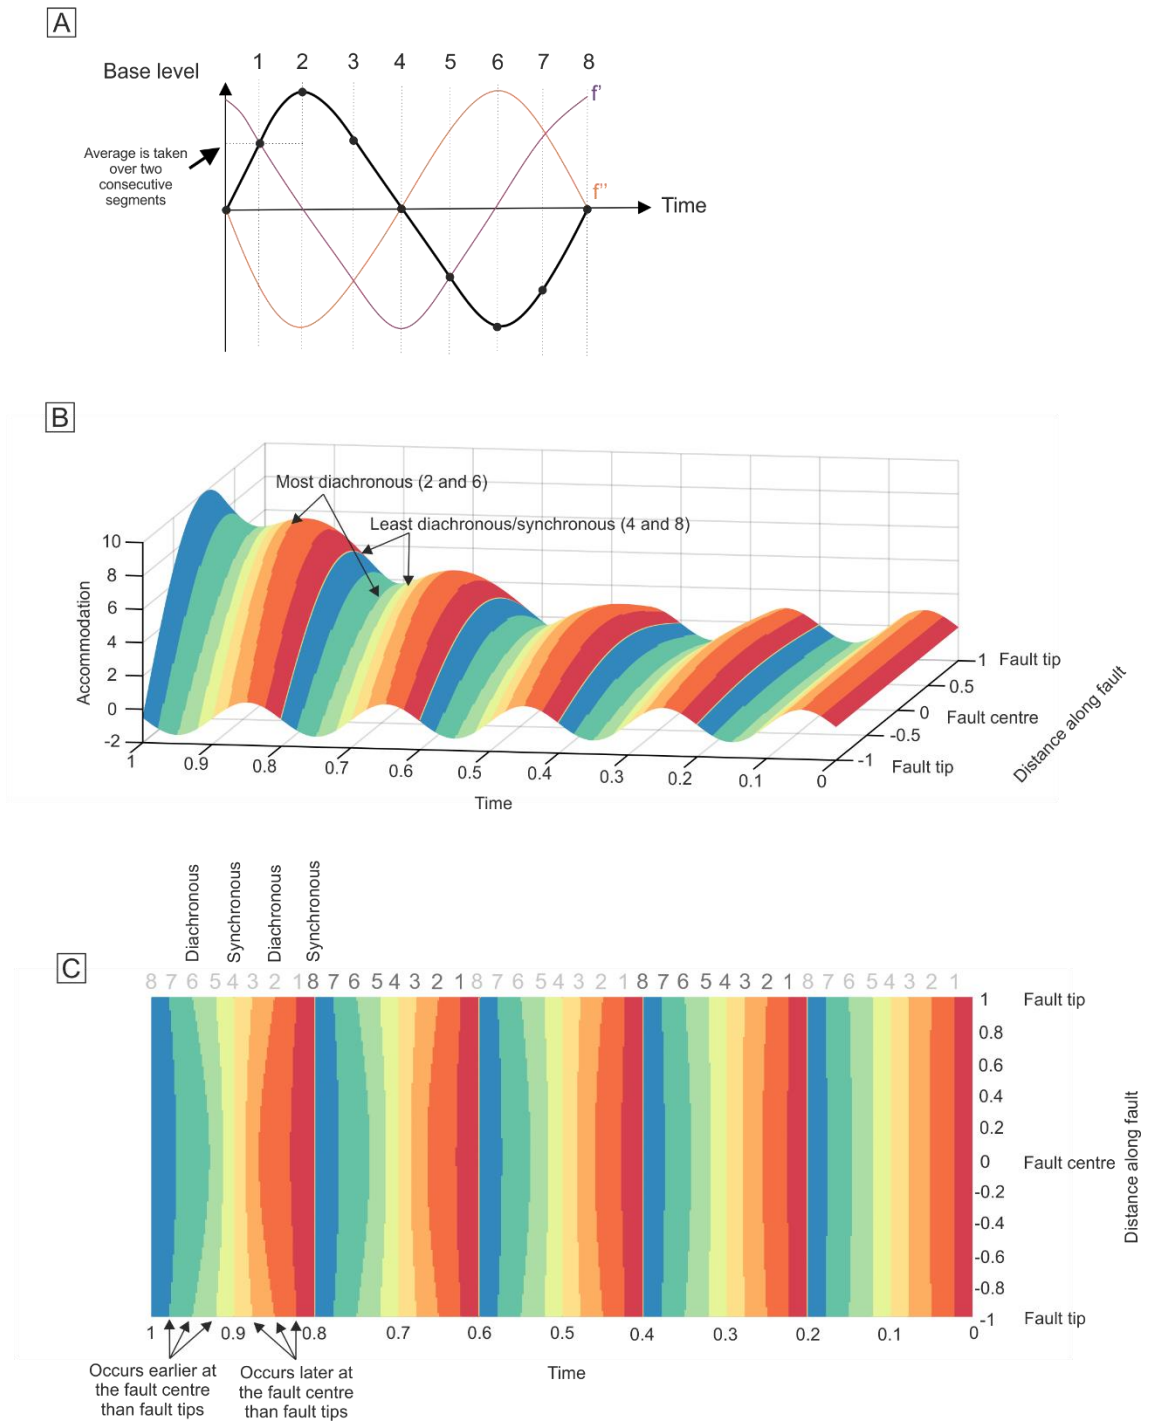 A
1 2 3 4 5 6 7 8
Base level
f'
Average is taken
over two
consecutive
segments
f''
Time
B
Most diachronous (2 and 6)
Least diachronous/synchronous (4 and 8)
10
8
6
4
2
0
-2
Accommodation
1 0.9 0.8 0.7 0.6 0.5 0.4 0.3 0.2 0.1 0
Time
1 Fault tip
0.5
0 Fault centre
-0.5
-1 Fault tip
Distance along fault
Diachronous
Synchronous
Diachronous
Synchronous
C
8 7 6 5 4 3 2 1 8 7 6 5 4 3 2 1 8 7 6 5 4 3 2 1 8 7 6 5 4 3 2 1 8 7 6 5 4 3 2 1
1 Fault tip
0.8
0.6
0.4
0.2
0 Fault centre
-0.2
-0.4
-0.6
-0.8
-1 Fault tip
Distance along fault
1 0.9 0.8 0.7 0.6 0.5 0.4 0.3 0.2 0.1 0
Time
Occurs earlier at
the fault centre
than fault tips
Occurs later at
the fault centre
than fault tips